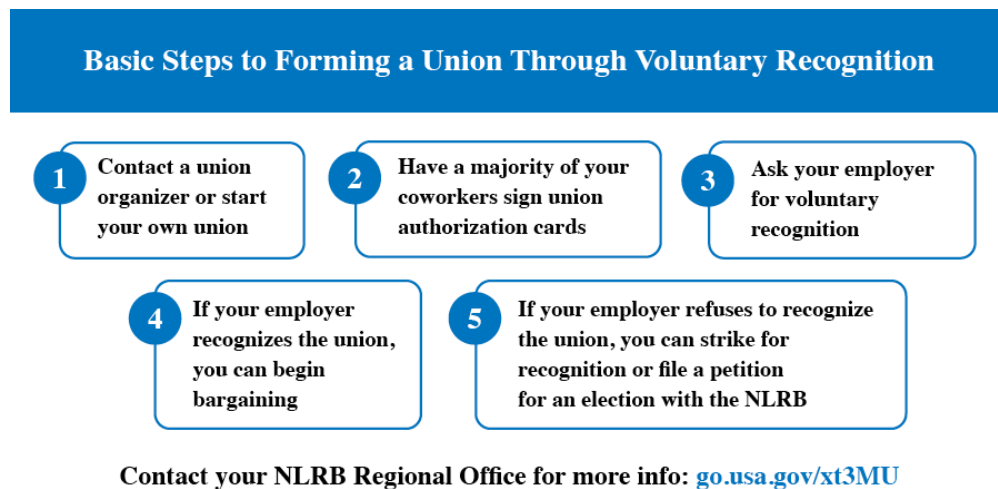 Basic Steps to Forming a Union Through Voluntary Recognition
1
Contact a union
organizer or start
your own union
2
Have a majority of your
coworkers sign union
authorization cards
3
Ask your employer
for voluntary
recognition
4
If your employer
recognizes the union,
you can begin
bargaining
5
If your employer refuses to recognize
the union, you can strike for
recognition or file a petition
for an election with the NLRB
Contact your NLRB Regional Office for more info: go.usa.gov/xt3MU